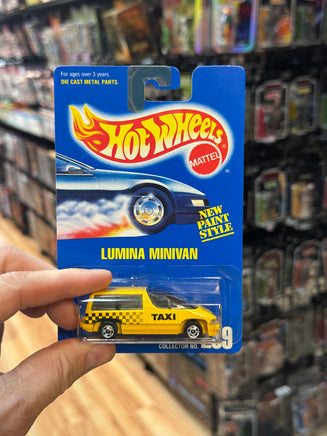 For ages over 3 years.
DIE CAST METAL PARTS.
Hot Wheels
MATTEL
NEW
PAINT
STYLE
LUMINA MINIVAN
TAXI
COLLECTOR NO.